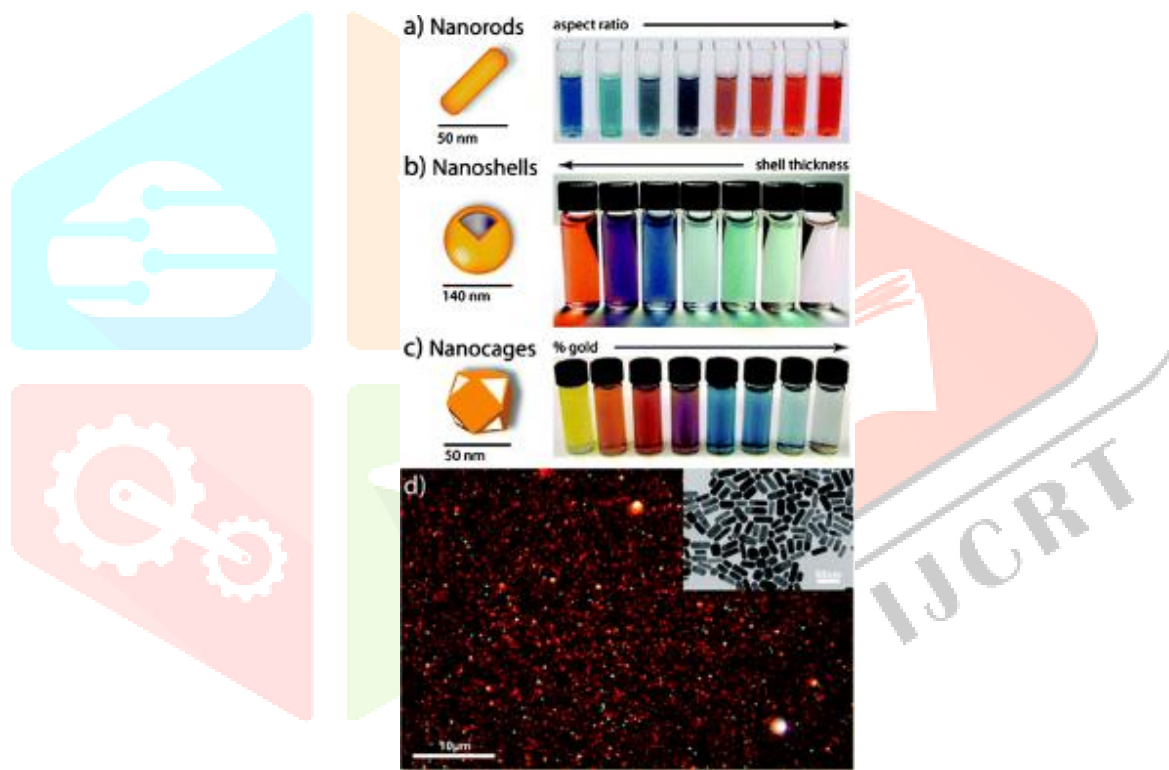 a) Nanorods
aspect ratio
50 nm
b) Nanoshells
shell thickness
140 nm
c) Nanocages
% gold
50 nm
d)
10µm
IJCRT